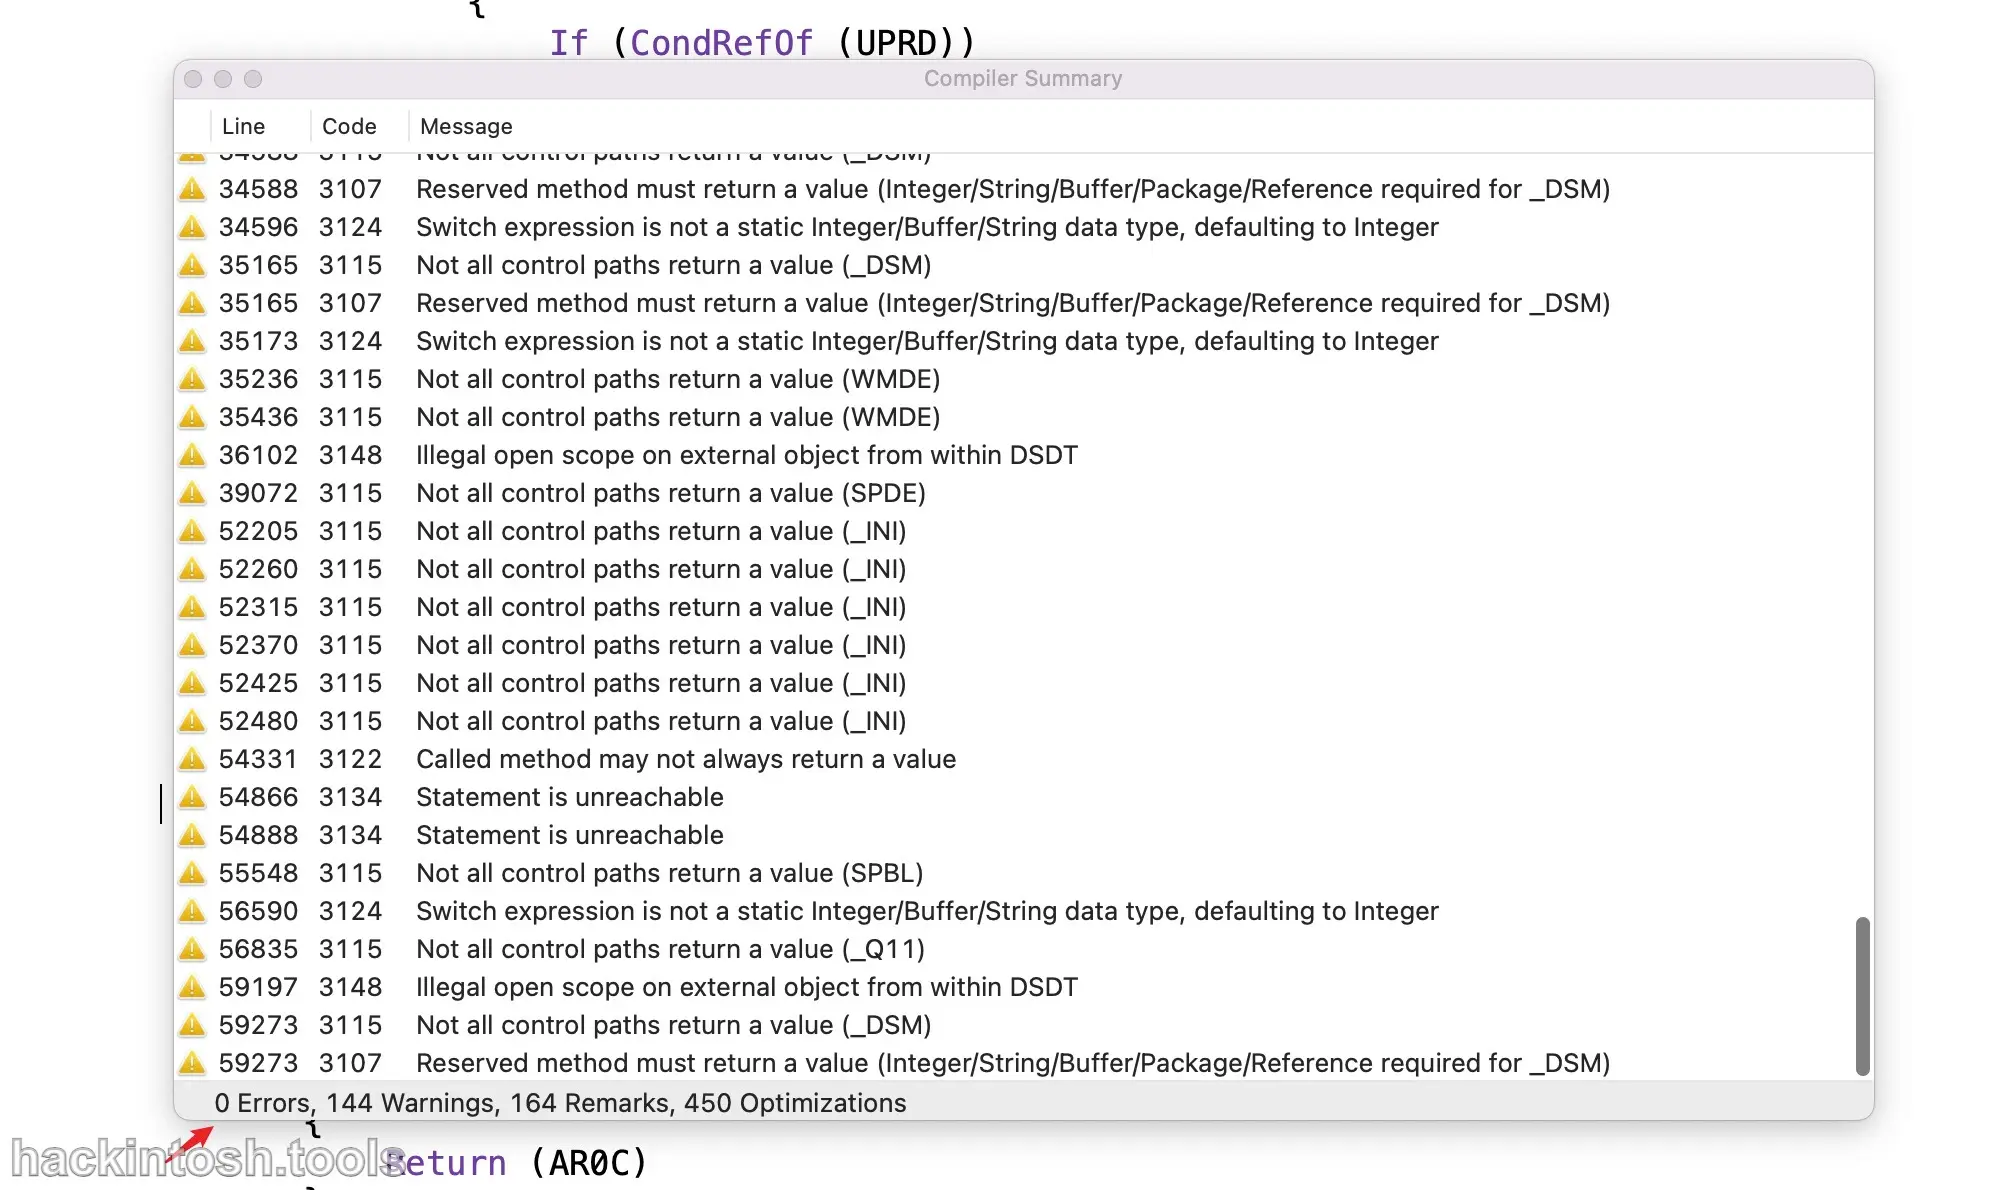 {
If (CondRefOf (UPRD))
Compiler Summary
Line Code Message
34588 3115 Not all control paths return a value (_DSM)
34588 3107 Reserved method must return a value (Integer/String/Buffer/Package/Reference required for _DSM)
34596 3124 Switch expression is not a static Integer/Buffer/String data type, defaulting to Integer
35165 3115 Not all control paths return a value (_DSM)
35165 3107 Reserved method must return a value (Integer/String/Buffer/Package/Reference required for _DSM)
35173 3124 Switch expression is not a static Integer/Buffer/String data type, defaulting to Integer
35236 3115 Not all control paths return a value (WMDE)
35436 3115 Not all control paths return a value (WMDE)
36102 3148 Illegal open scope on external object from within DSDT
39072 3115 Not all control paths return a value (SPDE)
52205 3115 Not all control paths return a value (_INI)
52260 3115 Not all control paths return a value (_INI)
52315 3115 Not all control paths return a value (_INI)
52370 3115 Not all control paths return a value (_INI)
52425 3115 Not all control paths return a value (_INI)
52480 3115 Not all control paths return a value (_INI)
54331 3122 Called method may not always return a value
54866 3134 Statement is unreachable
54888 3134 Statement is unreachable
55548 3115 Not all control paths return a value (SPBL)
56590 3124 Switch expression is not a static Integer/Buffer/String data type, defaulting to Integer
56835 3115 Not all control paths return a value (_Q11)
59197 3148 Illegal open scope on external object from within DSDT
59273 3115 Not all control paths return a value (_DSM)
59273 3107 Reserved method must return a value (Integer/String/Buffer/Package/Reference required for _DSM)
0 Errors, 144 Warnings, 164 Remarks, 450 Optimizations
{
hackintosh.tools
Return (AR0C)
}